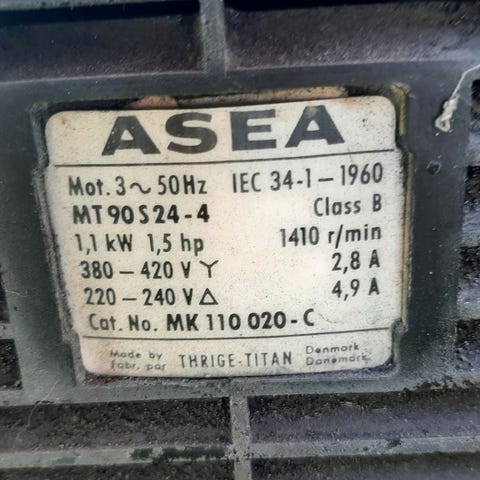 ASEA
Mot. 3~50Hz IEC 34-1-1960
MT90S24-4 Class B
1,1 kW 1,5 hp 1410 r/min
380-420 V Y 2,8 A
220-240 V △ 4,9 A
Cat. No. MK 110 020-C
Made by THRIGE-TITAN Denmark
Fabr. par Danemark